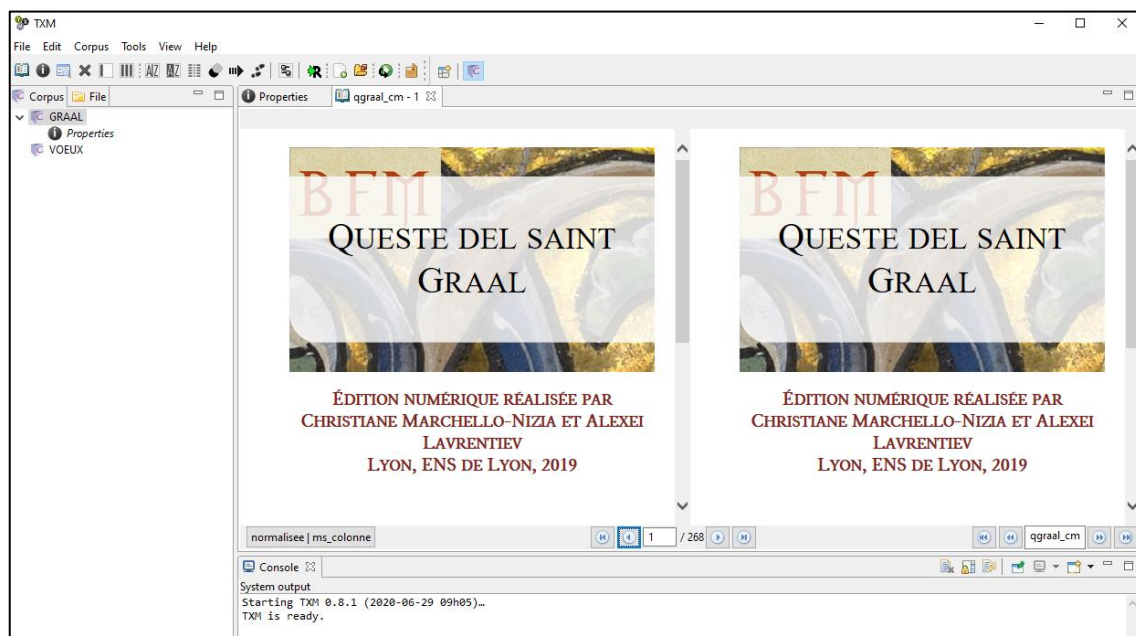 TXM
File Edit Corpus Tools View Help
Corpus File
GRAAL
Properties
VOEUX
Properties qgraal_cm - 1
BFM
QUESTE DEL SAINT
GRAAL
ÉDITION NUMÉRIQUE RÉALISÉE PAR
CHRISTIANE MARCHELLO-NIZIA ET ALEXEI
LAVRENTIEV
LYON, ENS DE LYON, 2019
BFM
QUESTE DEL SAINT
GRAAL
ÉDITION NUMÉRIQUE RÉALISÉE PAR
CHRISTIANE MARCHELLO-NIZIA ET ALEXEI
LAVRENTIEV
LYON, ENS DE LYON, 2019
normalisee | ms_colonne 1 / 268 qgraal_cm
Console
System output
Starting TXM 0.8.1 (2020-06-29 09h05)…
TXM is ready.